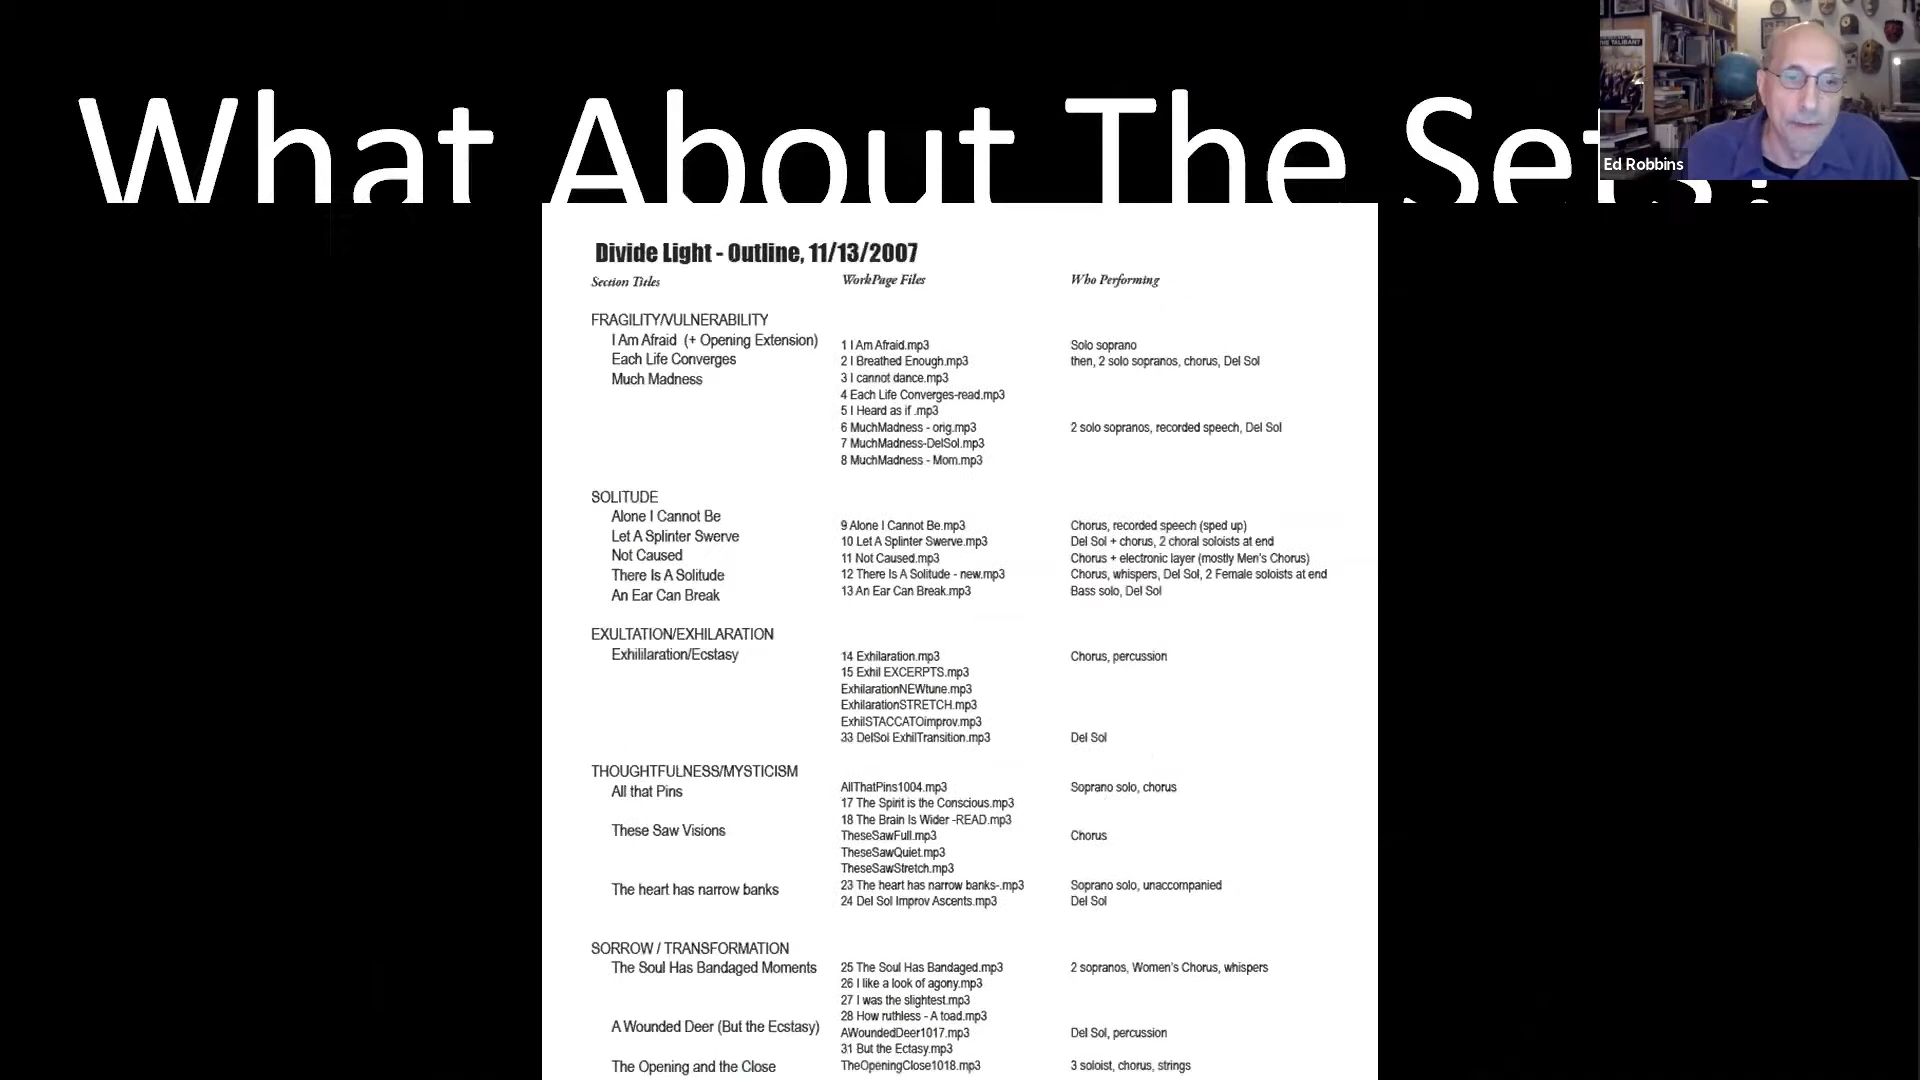 What About The Sets?
THE TALIBAN?
Ed Robbins
Divide Light - Outline, 11/13/2007
Section Titles WorkPage Files Who Performing
FRAGILITY/VULNERABILITY
I Am Afraid (+ Opening Extension)
Each Life Converges
Much Madness
1 I Am Afraid.mp3 Solo soprano
2 I Breathed Enough.mp3 then, 2 solo sopranos, chorus, Del Sol
3 I cannot dance.mp3
4 Each Life Converges-read.mp3
5 I Heard as if .mp3
6 MuchMadness - orig.mp3 2 solo sopranos, recorded speech, Del Sol
7 MuchMadness-DelSol.mp3
8 MuchMadness - Mom.mp3
SOLITUDE
Alone I Cannot Be
Let A Splinter Swerve
Not Caused
There Is A Solitude
An Ear Can Break
9 Alone I Cannot Be.mp3 Chorus, recorded speech (sped up)
10 Let A Splinter Swerve.mp3 Del Sol + chorus, 2 choral soloists at end
11 Not Caused.mp3 Chorus + electronic layer (mostly Men's Chorus)
12 There Is A Solitude - new.mp3 Chorus, whispers, Del Sol, 2 Female soloists at end
13 An Ear Can Break.mp3 Bass solo, Del Sol
EXULTATION/EXHILARATION
Exhililaration/Ecstasy
14 Exhilaration.mp3 Chorus, percussion
15 Exhil EXCERPTS.mp3
ExhilarationNEWtune.mp3
ExhilarationSTRETCH.mp3
ExhilSTACCATOimprov.mp3
33 DelSol ExhilTransition.mp3 Del Sol
THOUGHTFULNESS/MYSTICISM
All that Pins
AllThatPins1004.mp3 Soprano solo, chorus
17 The Spirit is the Conscious.mp3
18 The Brain Is Wider -READ.mp3
These Saw Visions
TheseSawFull.mp3 Chorus
TheseSawQuiet.mp3
TheseSawStretch.mp3
The heart has narrow banks
23 The heart has narrow banks-.mp3 Soprano solo, unaccompanied
24 Del Sol Improv Ascents.mp3 Del Sol
SORROW / TRANSFORMATION
The Soul Has Bandaged Moments 25 The Soul Has Bandaged.mp3 2 sopranos, Women's Chorus, whispers
26 I like a look of agony.mp3
27 I was the slightest.mp3
28 How ruthless - A toad.mp3
A Wounded Deer (But the Ecstasy) AWoundedDeer1017.mp3 Del Sol, percussion
31 But the Ectasy.mp3
The Opening and the Close TheOpeningClose1018.mp3 3 soloist, chorus, strings